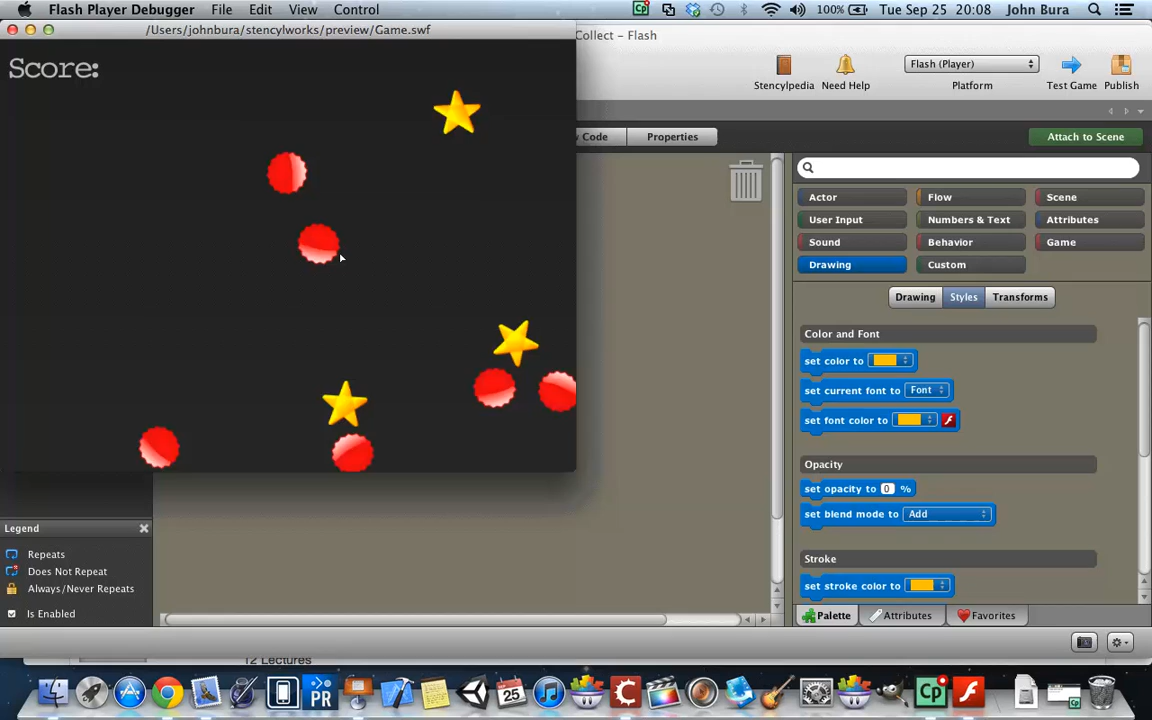 Flash Player Debugger File Edit View Control
100% Tue Sep 25 20:08 John Bura
/Users/johnbura/stencylworks/preview/Game.swf
Collect – Flash
Score:
Stencylpedia
Need Help
Flash (Player)
Platform
Test Game
Publish
Code
Properties
Attach to Scene
Actor
Flow
Scene
User Input
Numbers & Text
Attributes
Sound
Behavior
Game
Drawing
Custom
Drawing
Styles
Transforms
Color and Font
set color to
set current font to Font
set font color to
Opacity
set opacity to 0 %
set blend mode to Add
Stroke
set stroke color to
Palette
Attributes
Favorites
Legend
Repeats
Does Not Repeat
Always/Never Repeats
Is Enabled
12 Lectures
25
PR
Cp